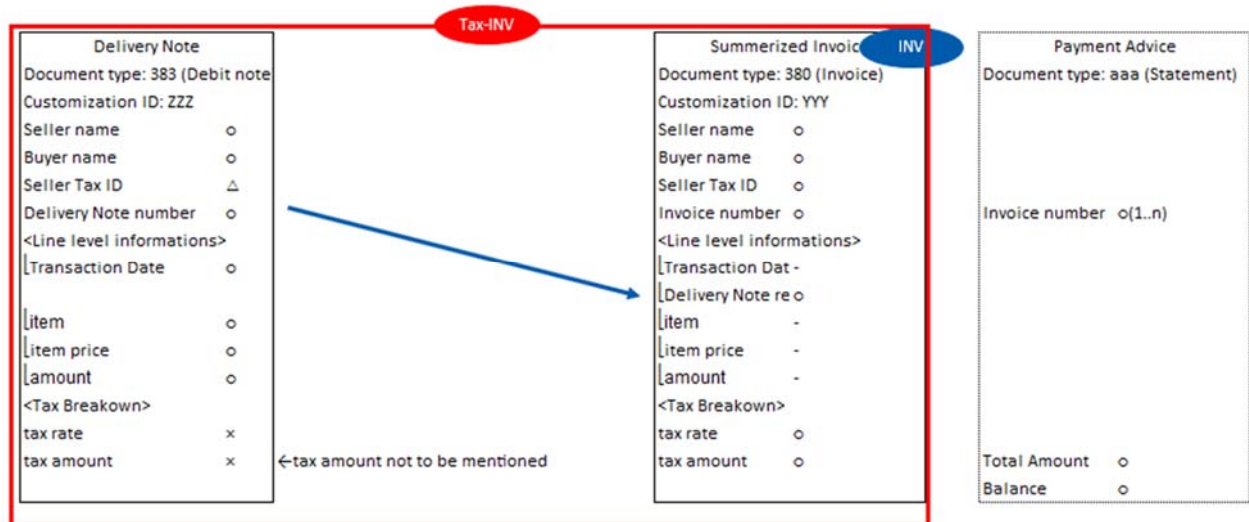 Tax-INV
INV
Delivery Note
Document type: 383 (Debit note
Customization ID: ZZZ
Seller name ○
Buyer name ○
Seller Tax ID △
Delivery Note number ○
<Line level informations>
⌊Transaction Date ○
⌊item ○
⌊item price ○
⌊amount ○
<Tax Breakown>
tax rate ×
tax amount × ←tax amount not to be mentioned
Summerized Invoic
Document type: 380 (Invoice)
Customization ID: YYY
Seller name ○
Buyer name ○
Seller Tax ID ○
Invoice number ○
<Line level informations>
⌊Transaction Dat -
⌊Delivery Note re ○
⌊item -
⌊item price -
⌊amount -
<Tax Breakown>
tax rate ○
tax amount ○
Payment Advice
Document type: aaa (Statement)
Invoice number ○(1..n)
Total Amount ○
Balance ○